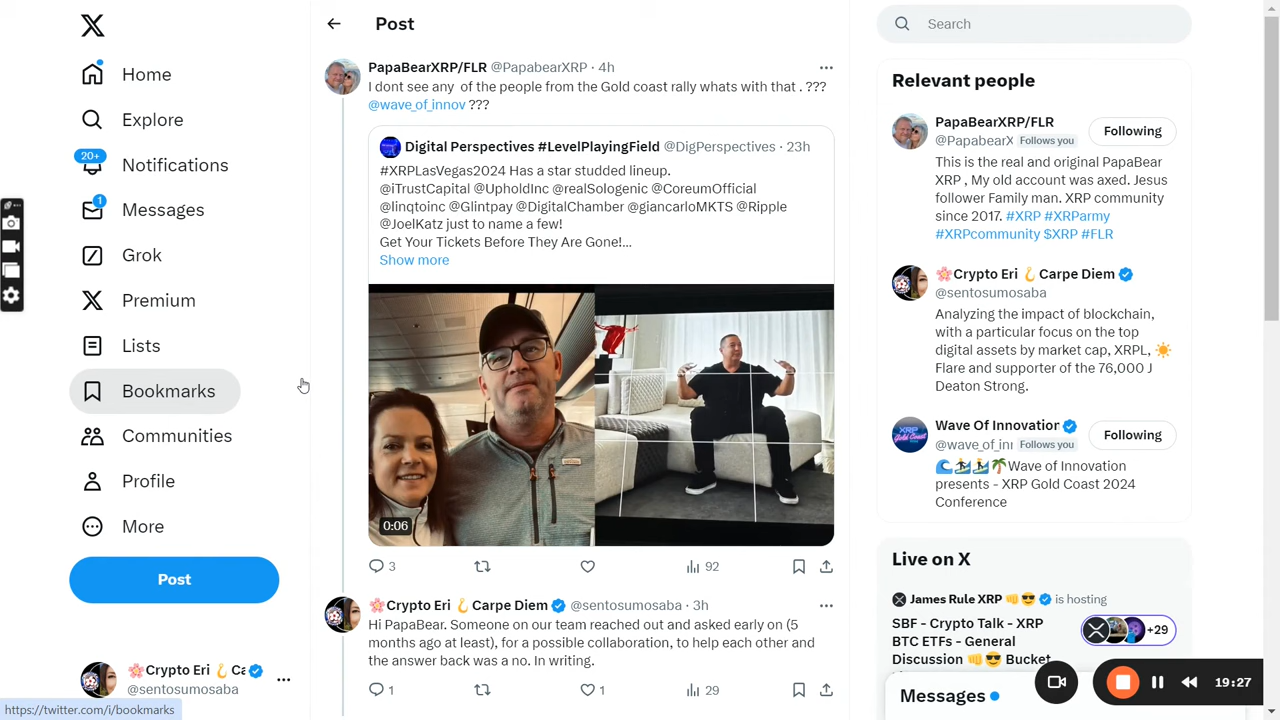 Home
Explore
20+
Notifications
1
Messages
Grok
Premium
Lists
Bookmarks
Communities
Profile
More
Post
🌸Crypto Eri 🪝Ca
@sentosumosaba
https://twitter.com/i/bookmarks
Post
PapaBearXRP/FLR @PapabearXRP · 4h
I dont see any of the people from the Gold coast rally whats with that . ???
@wave_of_innov ???
Digital Perspectives #LevelPlayingField @DigPerspectives · 23h
#XRPLasVegas2024 Has a star studded lineup.
@iTrustCapital @UpholdInc @realSologenic @CoreumOfficial
@linqtoinc @Glintpay @DigitalChamber @giancarloMKTS @Ripple
@JoelKatz just to name a few!
Get Your Tickets Before They Are Gone!...
Show more
0:06
3
92
🌸Crypto Eri 🪝Carpe Diem @sentosumosaba · 3h
Hi PapaBear. Someone on our team reached out and asked early on (5
months ago at least), for a possible collaboration, to help each other and
the answer back was a no. In writing.
1
1
29
Search
Relevant people
PapaBearXRP/FLR
@PapabearX Follows you
Following
This is the real and original PapaBear
XRP , My old account was axed. Jesus
follower Family man. XRP community
since 2017. #XRP #XRParmy
#XRPcommunity $XRP #FLR
🌸Crypto Eri 🪝Carpe Diem
@sentosumosaba
Analyzing the impact of blockchain,
with a particular focus on the top
digital assets by market cap, XRPL, ☀️
Flare and supporter of the 76,000 J
Deaton Strong.
Wave Of Innovation
@wave_of_inn Follows you
Following
🌊🏄‍♂️🏄‍♂️🌴Wave of Innovation
presents - XRP Gold Coast 2024
Conference
Live on X
James Rule XRP 👊😎 is hosting
SBF - Crypto Talk - XRP
BTC ETFs - General
Discussion 👊😎 Bucket
+29
Messages
19:27